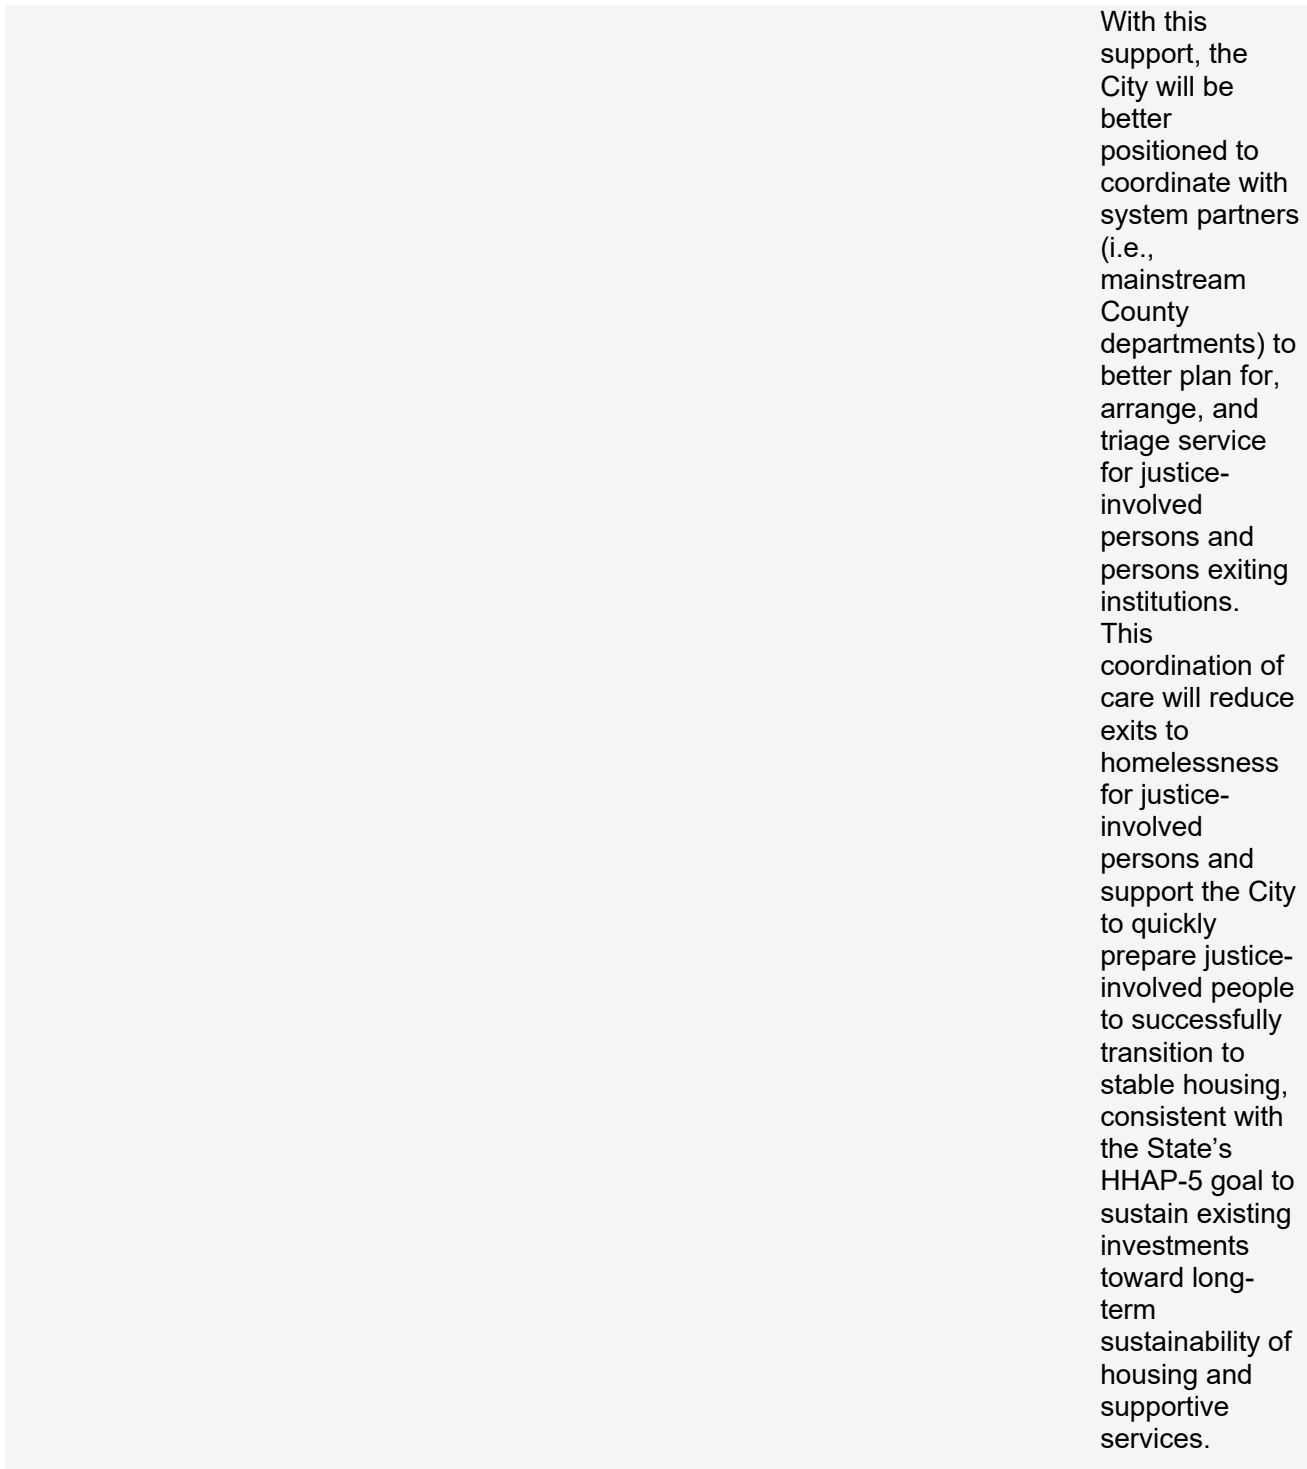 With this
support, the
City will be
better
positioned to
coordinate with
system partners
(i.e.,
mainstream
County
departments) to
better plan for,
arrange, and
triage service
for justice-
involved
persons and
persons exiting
institutions.
This
coordination of
care will reduce
exits to
homelessness
for justice-
involved
persons and
support the City
to quickly
prepare justice-
involved people
to successfully
transition to
stable housing,
consistent with
the State’s
HHAP-5 goal to
sustain existing
investments
toward long-
term
sustainability of
housing and
supportive
services.